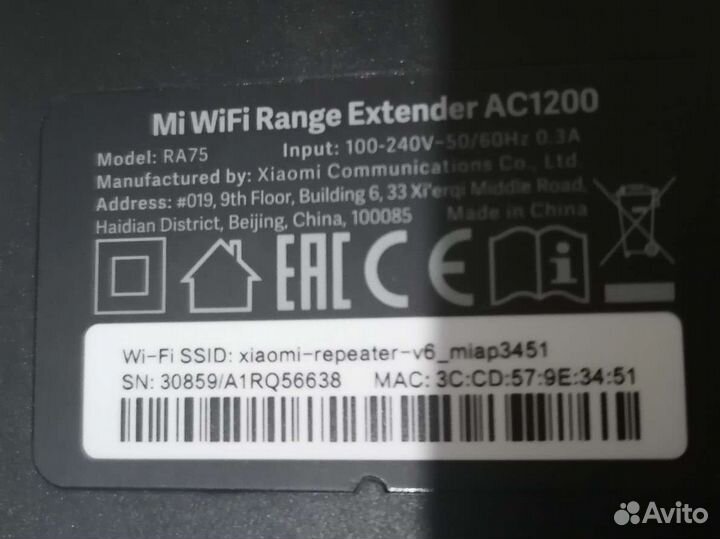 Mi WiFi Range Extender AC1200
Model: RA75 Input: 100-240V~50/60Hz 0.3A
Manufactured by: Xiaomi Communications Co., Ltd.
Address: #019, 9th Floor, Building 6, 33 Xi'erqi Middle Road,
Haidian District, Beijing, China, 100085 Made in China
EAC CE
Wi-Fi SSID: xiaomi-repeater-v6_miap3451
SN: 30859/A1RQ56638 MAC: 3C:CD:57:9E:34:51
Avito